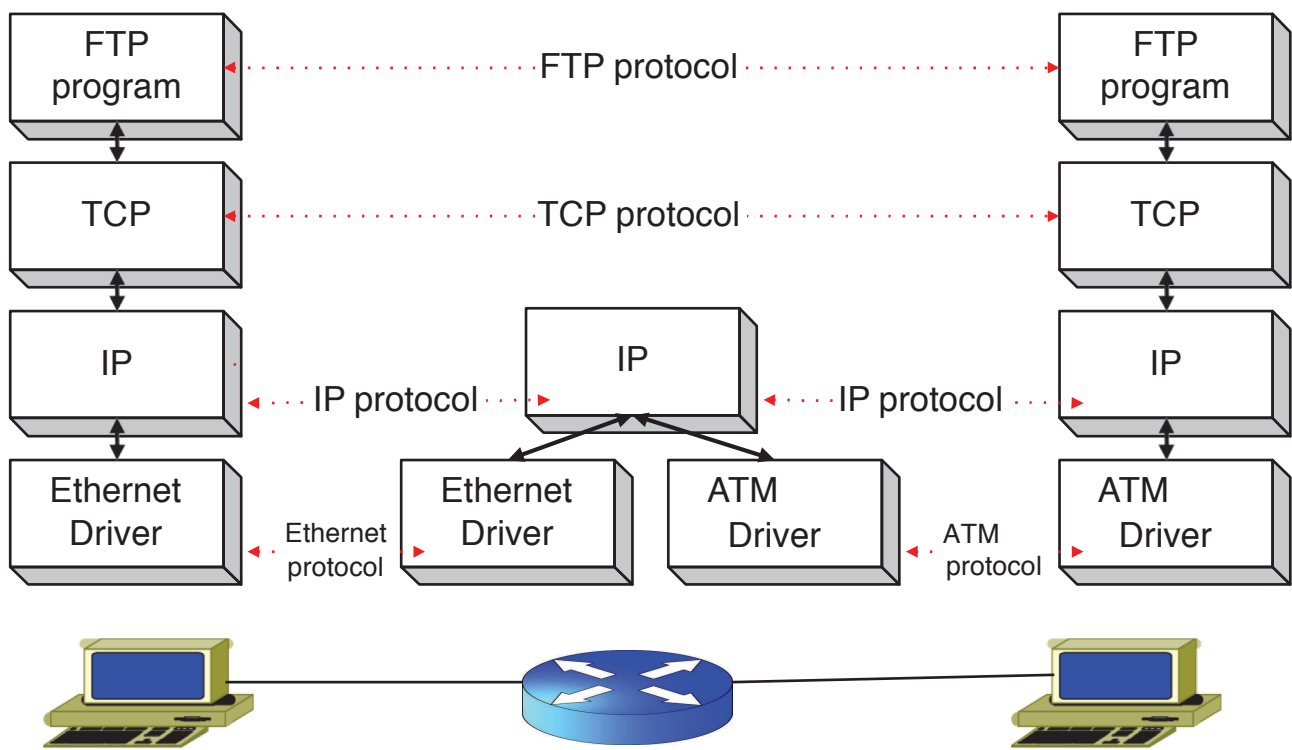 FTP
program
FTP protocol
FTP
program
TCP
TCP protocol
TCP
IP
IP protocol
IP
IP protocol
IP
Ethernet
Driver
Ethernet
protocol
Ethernet
Driver
ATM
Driver
ATM
protocol
ATM
Driver